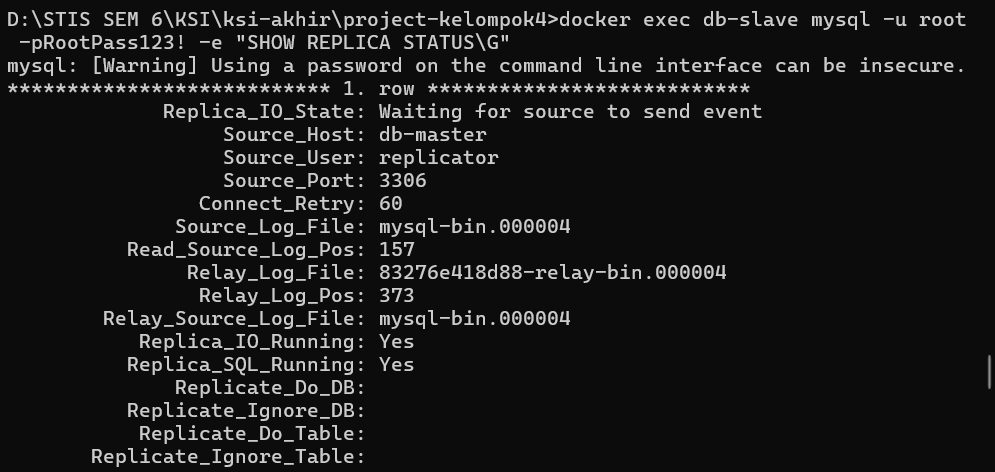 D:\STIS SEM 6\KSI\ksi-akhir\project-kelompok4>docker exec db-slave mysql -u root
 -pRootPass123! -e "SHOW REPLICA STATUS\G"
mysql: [Warning] Using a password on the command line interface can be insecure.
*************************** 1. row ***************************
             Replica_IO_State: Waiting for source to send event
                  Source_Host: db-master
                  Source_User: replicator
                  Source_Port: 3306
                Connect_Retry: 60
              Source_Log_File: mysql-bin.000004
          Read_Source_Log_Pos: 157
               Relay_Log_File: 83276e418d88-relay-bin.000004
                Relay_Log_Pos: 373
        Relay_Source_Log_File: mysql-bin.000004
           Replica_IO_Running: Yes
          Replica_SQL_Running: Yes
              Replicate_Do_DB:
          Replicate_Ignore_DB:
           Replicate_Do_Table:
       Replicate_Ignore_Table: